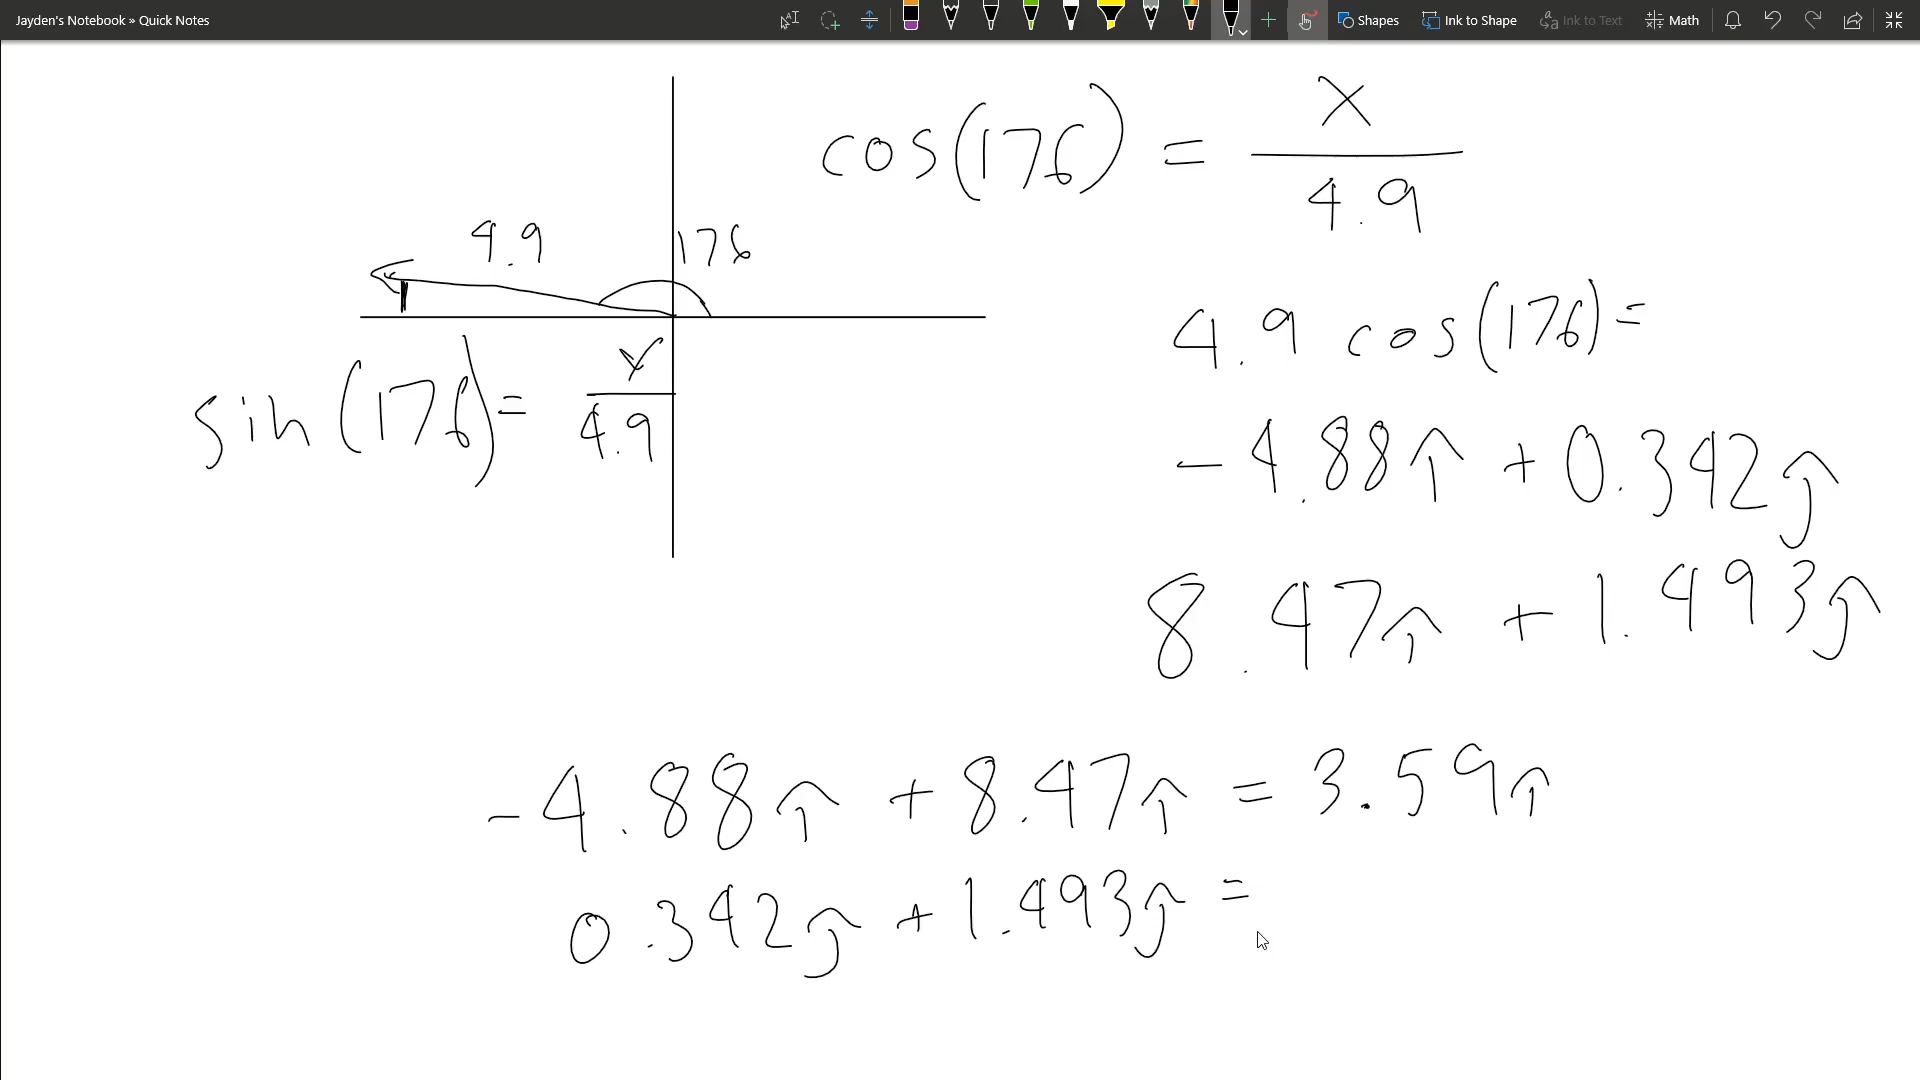 Jayden's Notebook » Quick Notes
Shapes
Ink to Shape
Ink to Text
Math
cos(176) = x / 4.9
4.9
176
4.9 cos(176) =
sin(176) = y / 4.9
-4.88î + 0.342ĵ
8.47î + 1.493ĵ
-4.88î + 8.47î = 3.59î
0.342ĵ + 1.493ĵ =